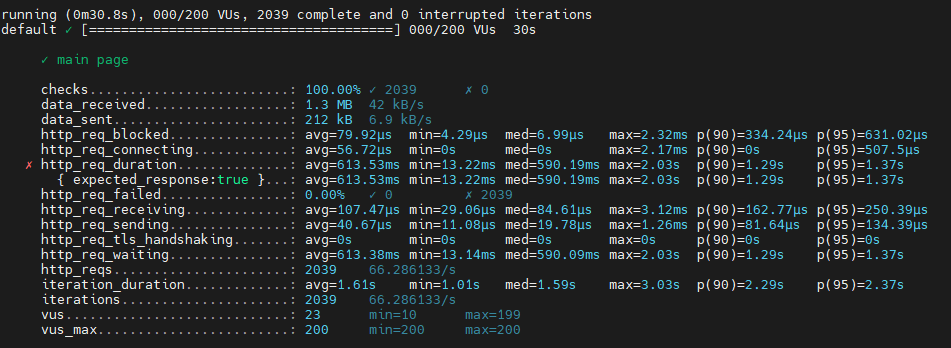 running (0m30.8s), 000/200 VUs, 2039 complete and 0 interrupted iterations
default ✓ [======================================] 000/200 VUs  30s
✓ main page
checks.........................: 100.00% ✓ 2039      ✗ 0
data_received..................: 1.3 MB  42 kB/s
data_sent......................: 212 kB  6.9 kB/s
http_req_blocked...............: avg=79.92µs  min=4.29µs  med=6.99µs   max=2.32ms p(90)=334.24µs p(95)=631.02µs
http_req_connecting............: avg=56.72µs  min=0s      med=0s       max=2.17ms p(90)=0s       p(95)=507.5µs
✗ http_req_duration..............: avg=613.53ms min=13.22ms med=590.19ms max=2.03s  p(90)=1.29s    p(95)=1.37s
{ expected_response:true }...: avg=613.53ms min=13.22ms med=590.19ms max=2.03s  p(90)=1.29s    p(95)=1.37s
http_req_failed................: 0.00%   ✓ 0         ✗ 2039
http_req_receiving.............: avg=107.47µs min=29.06µs med=84.61µs  max=3.12ms p(90)=162.77µs p(95)=250.39µs
http_req_sending...............: avg=40.67µs  min=11.08µs med=19.78µs  max=1.26ms p(90)=81.64µs  p(95)=134.39µs
http_req_tls_handshaking.......: avg=0s       min=0s      med=0s       max=0s     p(90)=0s       p(95)=0s
http_req_waiting...............: avg=613.38ms min=13.14ms med=590.09ms max=2.03s  p(90)=1.29s    p(95)=1.37s
http_reqs......................: 2039    66.286133/s
iteration_duration.............: avg=1.61s    min=1.01s   med=1.59s    max=3.03s  p(90)=2.29s    p(95)=2.37s
iterations.....................: 2039    66.286133/s
vus............................: 23      min=10      max=199
vus_max........................: 200     min=200     max=200